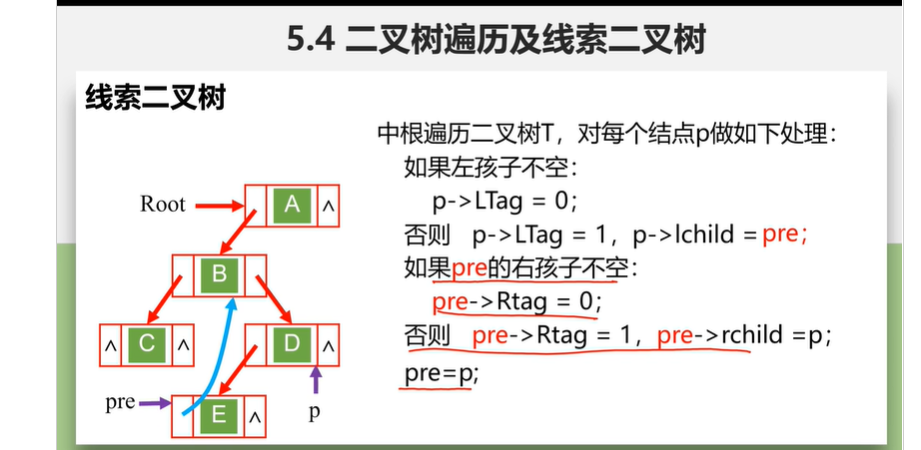 5.4 二叉树遍历及线索二叉树
线索二叉树
中根遍历二叉树T，对每个结点p做如下处理：
如果左孩子不空：
p->LTag = 0;
否则 p->LTag = 1，p->lchild = pre;
如果pre的右孩子不空：
pre->Rtag = 0;
否则 pre->Rtag = 1，pre->rchild =p;
pre=p;
Root A ∧
B
∧ C ∧ D ∧
pre E ∧ p